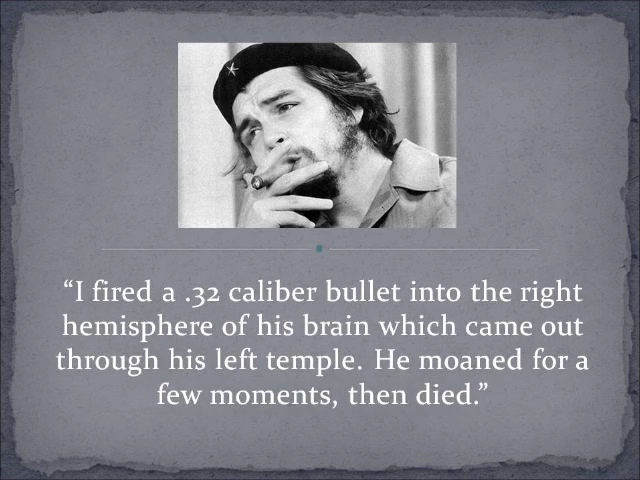 “I fired a .32 caliber bullet into the right
hemisphere of his brain which came out
through his left temple. He moaned for a
few moments, then died.”